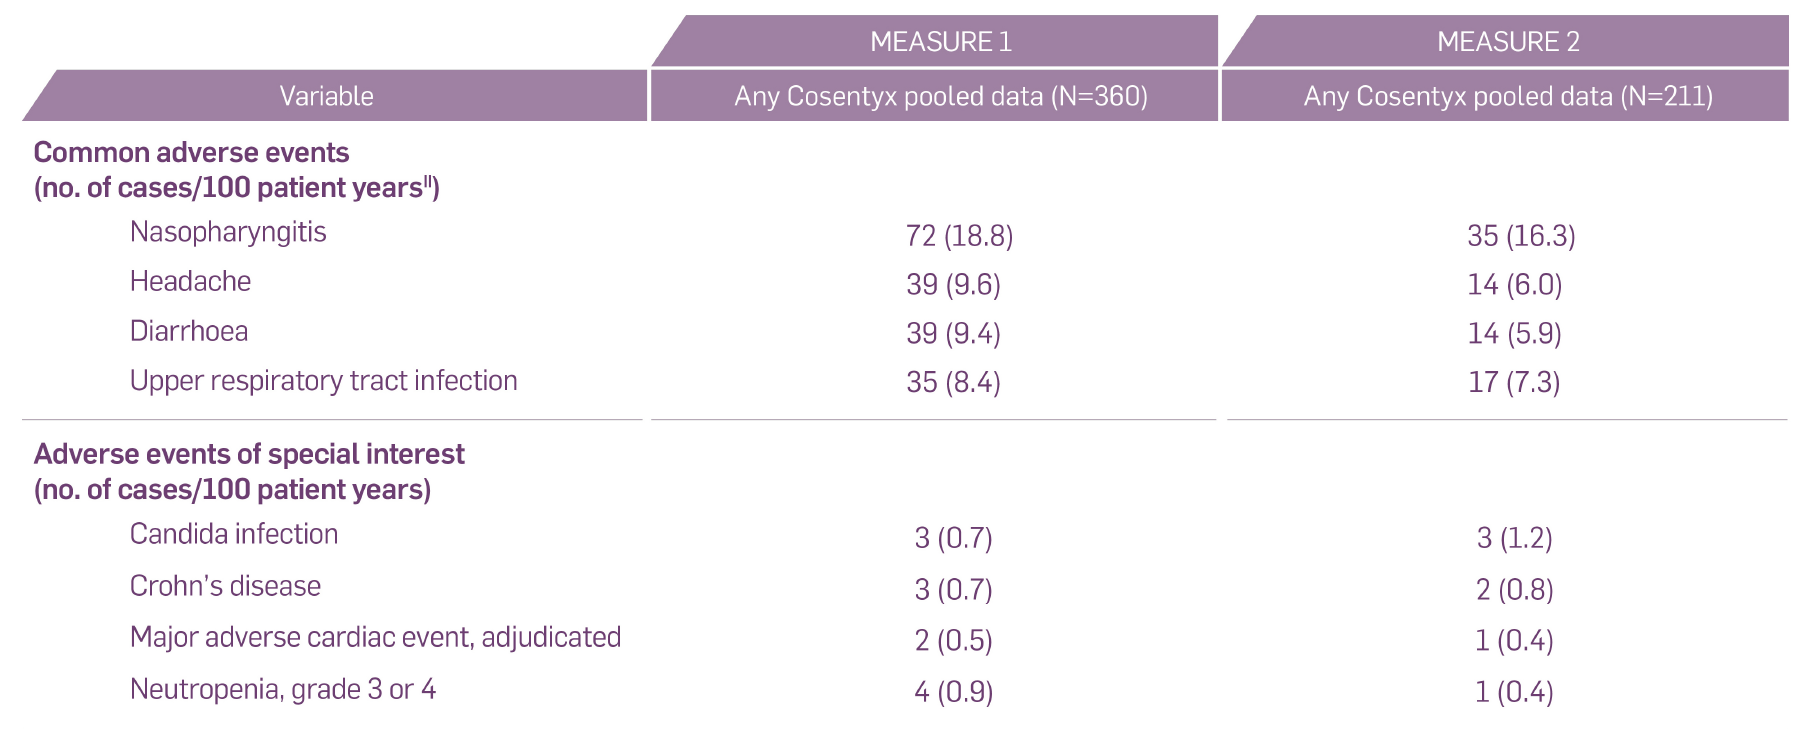 MEASURE 1 MEASURE 2
Variable Any Cosentyx pooled data (N=360) Any Cosentyx pooled data (N=211)
Common adverse events
(no. of cases/100 patient years||)
Nasopharyngitis 72 (18.8) 35 (16.3)
Headache 39 (9.6) 14 (6.0)
Diarrhoea 39 (9.4) 14 (5.9)
Upper respiratory tract infection 35 (8.4) 17 (7.3)
Adverse events of special interest
(no. of cases/100 patient years)
Candida infection 3 (0.7) 3 (1.2)
Crohn’s disease 3 (0.7) 2 (0.8)
Major adverse cardiac event, adjudicated 2 (0.5) 1 (0.4)
Neutropenia, grade 3 or 4 4 (0.9) 1 (0.4)